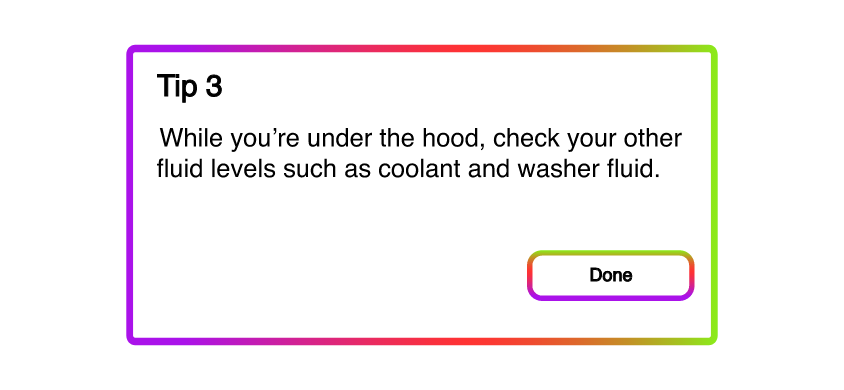 Tip 3
While you’re under the hood, check your other
fluid levels such as coolant and washer fluid.
Done